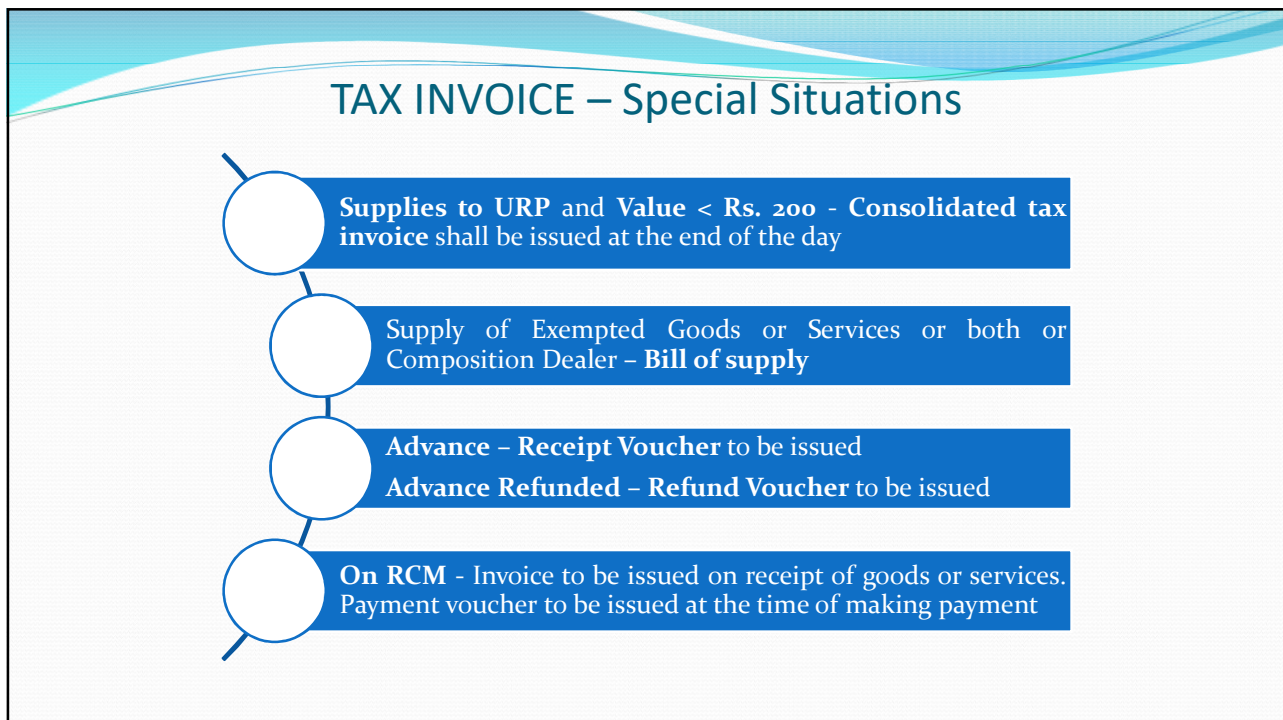 TAX INVOICE – Special Situations
Supplies to URP and Value < Rs. 200 - Consolidated tax
invoice shall be issued at the end of the day
Supply of Exempted Goods or Services or both or
Composition Dealer – Bill of supply
Advance – Receipt Voucher to be issued
Advance Refunded – Refund Voucher to be issued
On RCM - Invoice to be issued on receipt of goods or services.
Payment voucher to be issued at the time of making payment